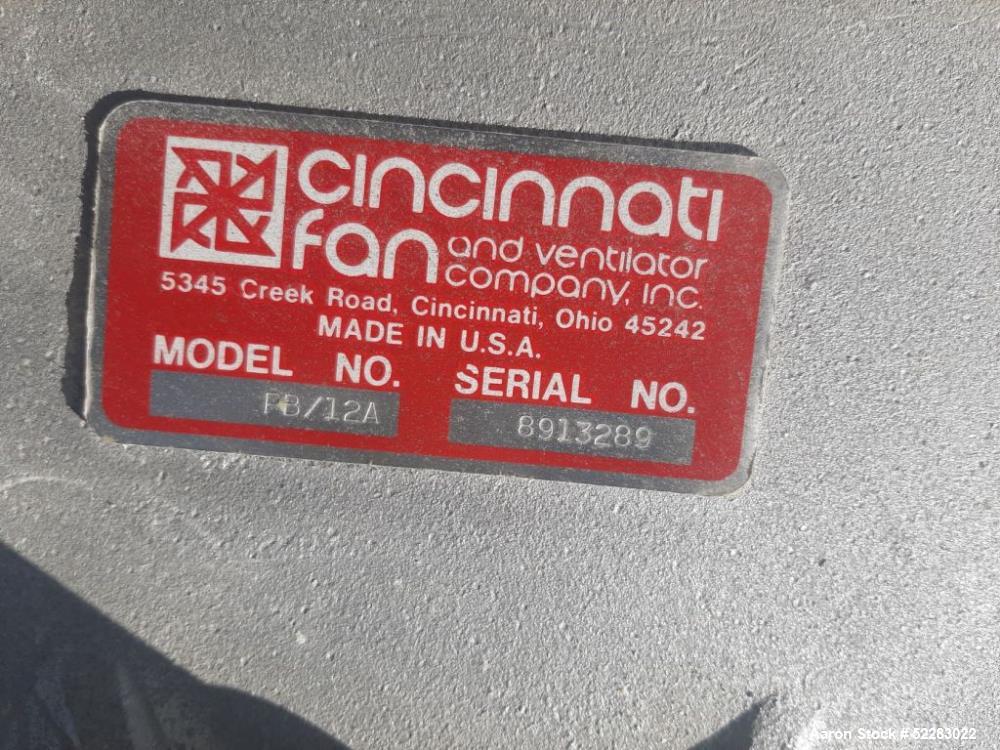 cincinnati
fan and ventilator
company, inc.
5345 Creek Road, Cincinnati, Ohio 45242
MADE IN U.S.A.
MODEL NO. SERIAL NO.
PB/12A 8913289
Aaron Stock # 52283022